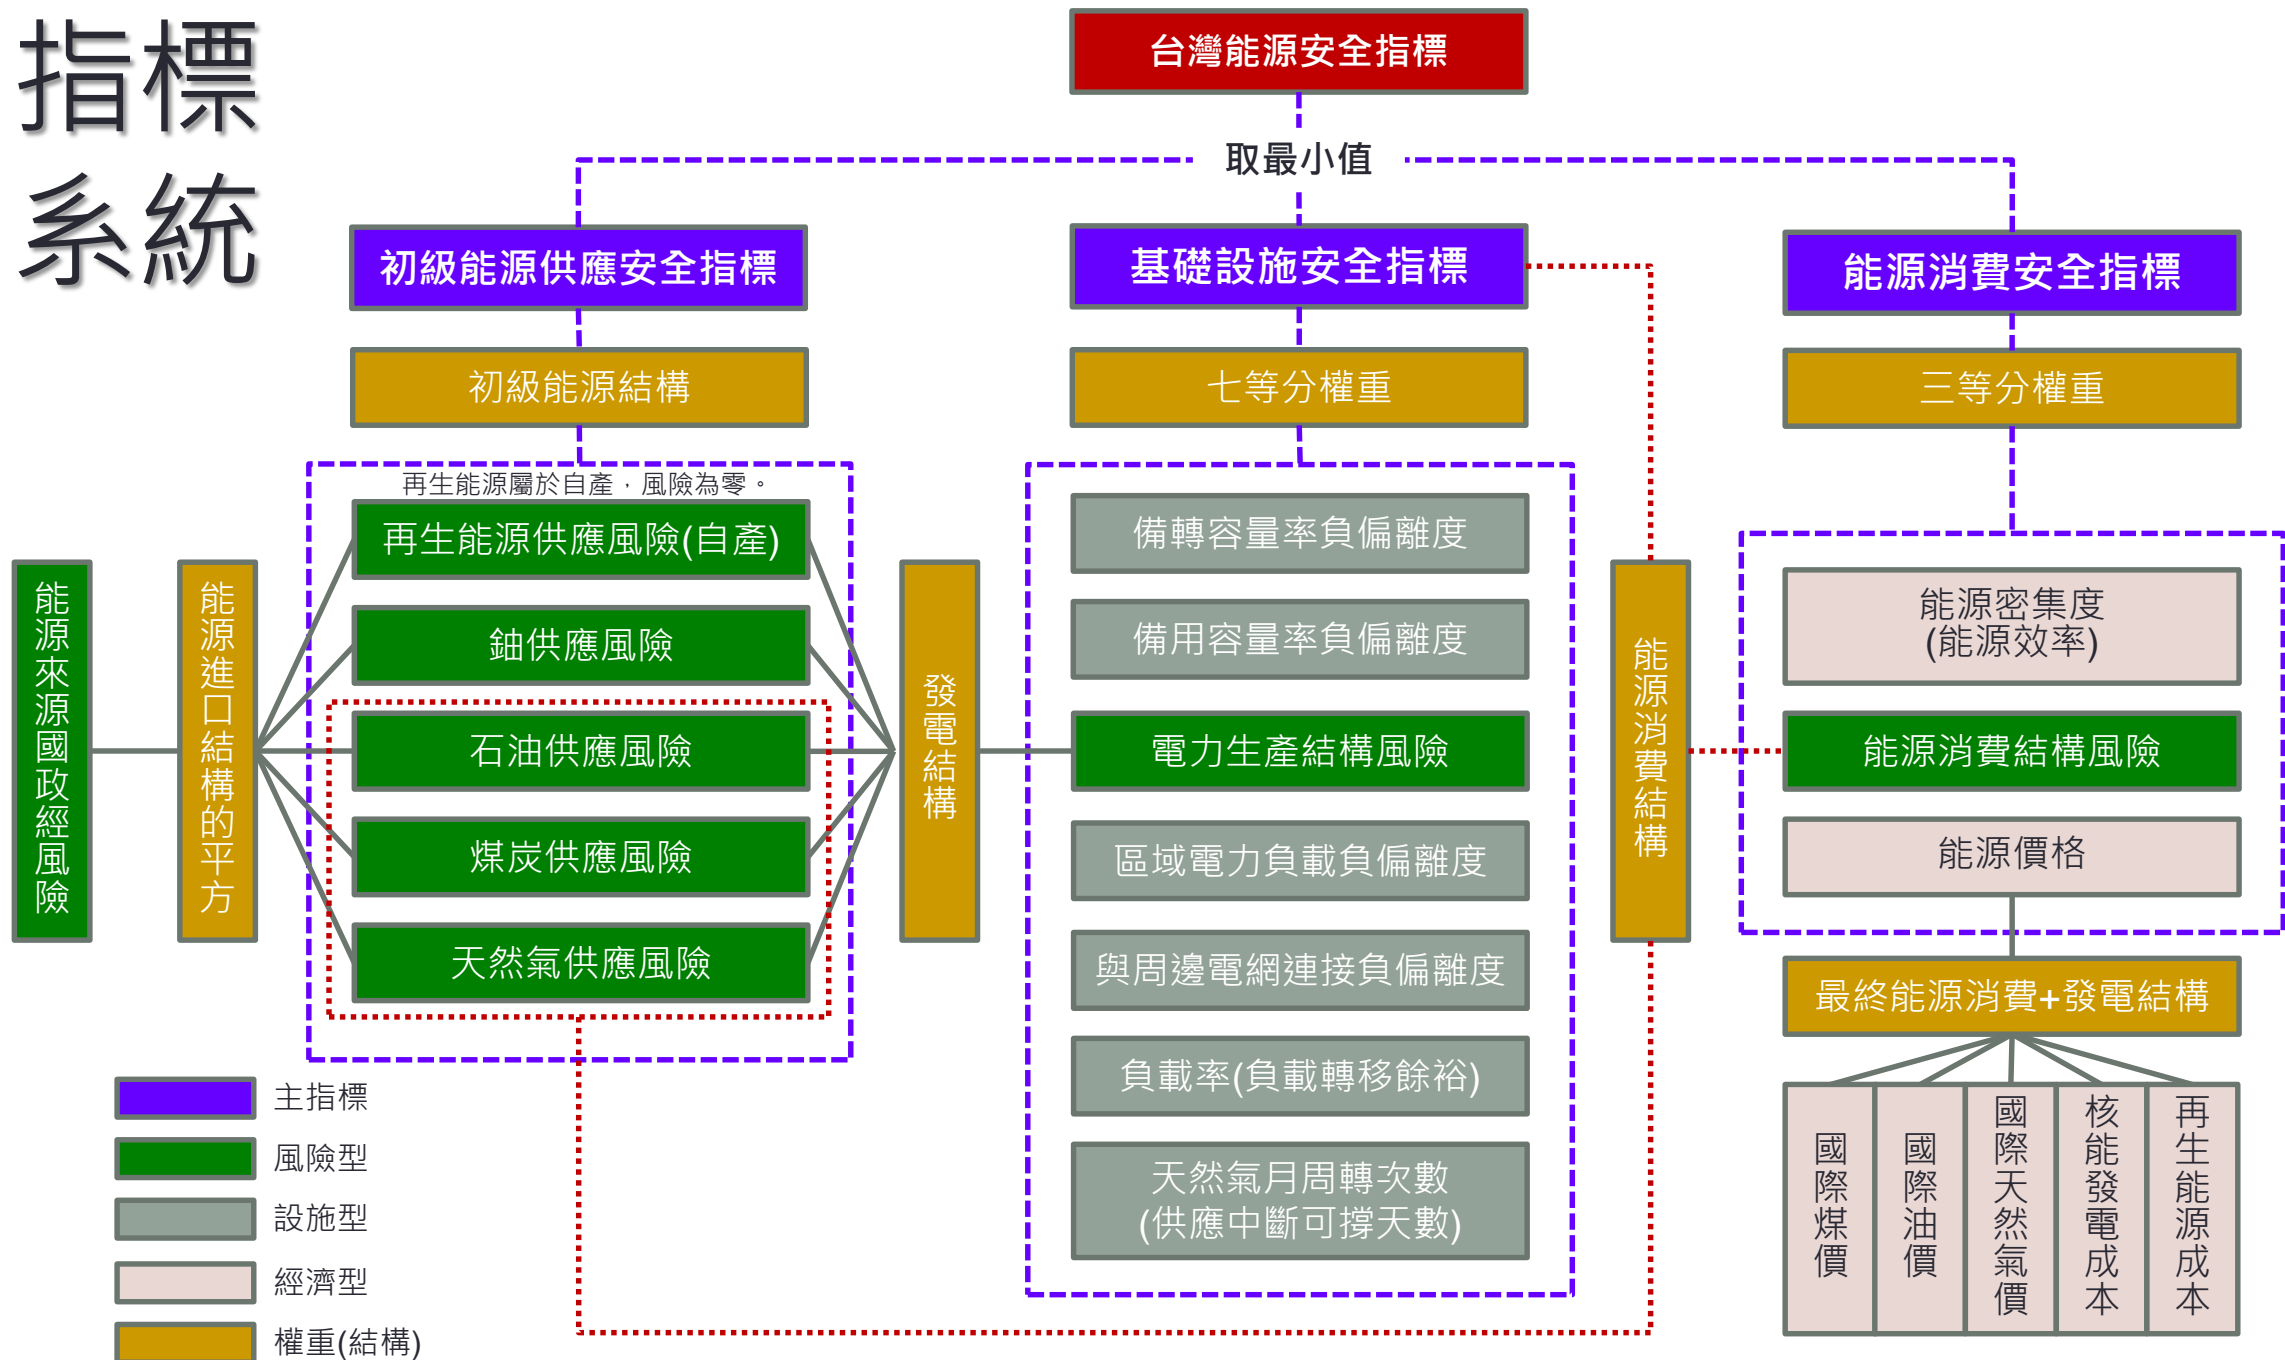 指標
系統
台灣能源安全指標
取最小值
初級能源供應安全指標
基礎設施安全指標
能源消費安全指標
初級能源結構
七等分權重
三等分權重
再生能源屬於自產，風險為零。
能源來源國政經風險
能源進口結構的平方
再生能源供應風險(自產)
鈾供應風險
石油供應風險
煤炭供應風險
天然氣供應風險
發電結構
備轉容量率負偏離度
備用容量率負偏離度
電力生產結構風險
區域電力負載負偏離度
與周邊電網連接負偏離度
負載率(負載轉移餘裕)
天然氣月周轉次數
(供應中斷可撐天數)
能源消費結構
能源密集度
(能源效率)
能源消費結構風險
能源價格
最終能源消費+發電結構
國際煤價
國際油價
國際天然氣價
核能發電成本
再生能源成本
主指標
風險型
設施型
經濟型
權重(結構)